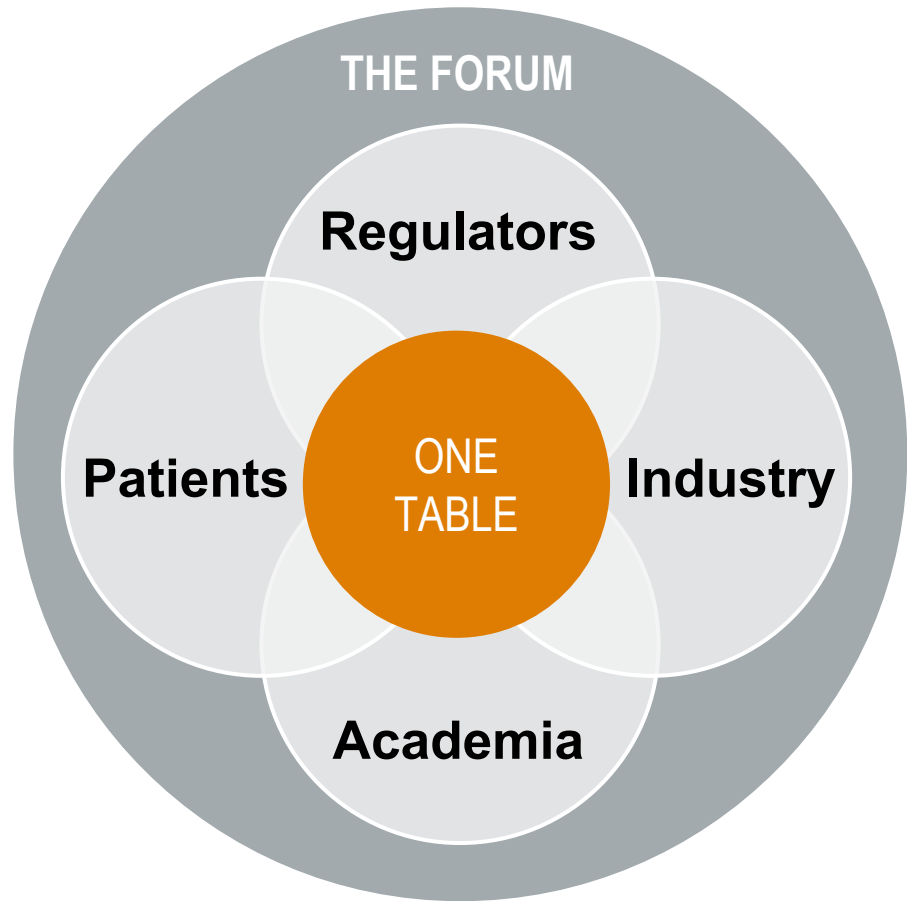 THE FORUM
Regulators
Patients
ONE
TABLE
Industry
Academia